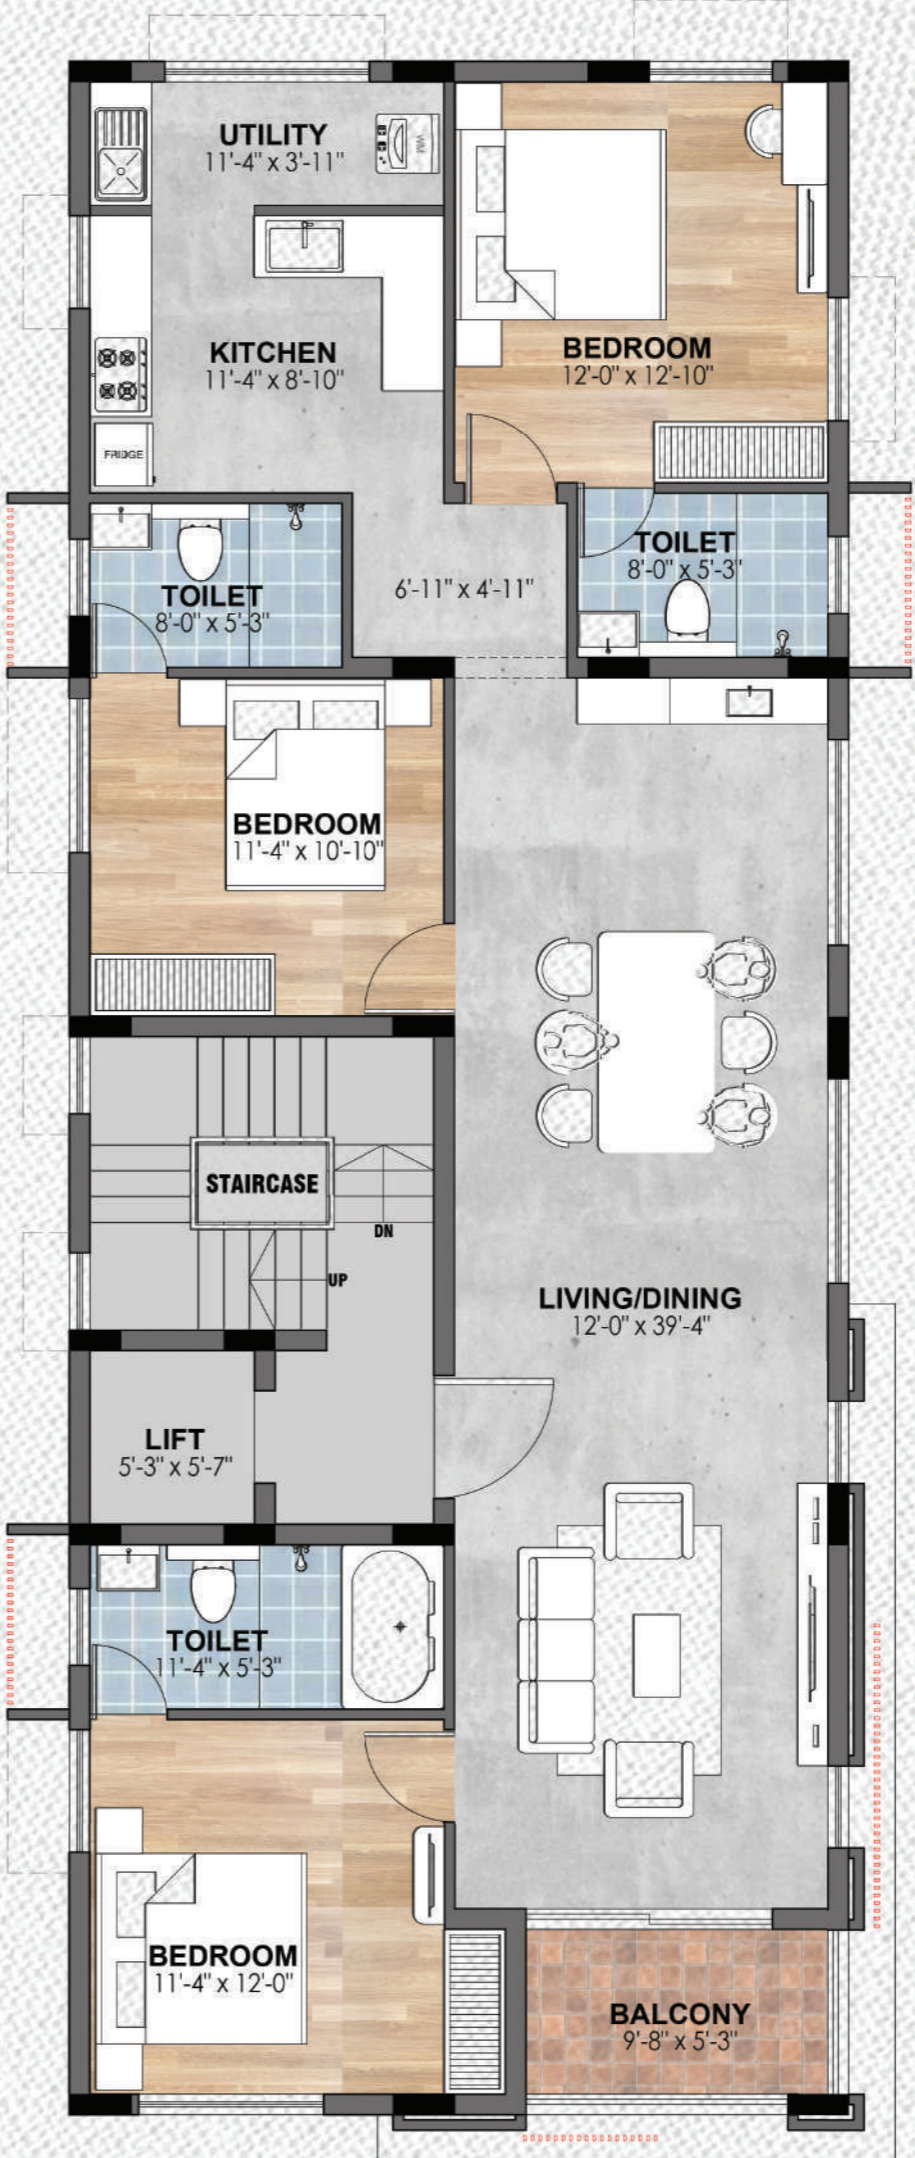 UTILITY
11'-4" x 3'-11"
WM
KITCHEN
11'-4" x 8'-10"
BEDROOM
12'-0" x 12'-10"
FRIDGE
TOILET
8'-0" x 5'-3"
6'-11" x 4'-11"
TOILET
8'-0" x 5'-3"
BEDROOM
11'-4" x 10'-10"
STAIRCASE
DN
UP
LIVING/DINING
12'-0" x 39'-4"
LIFT
5'-3" x 5'-7"
TOILET
11'-4" x 5'-3"
BEDROOM
11'-4" x 12'-0"
BALCONY
9'-8" x 5'-3"